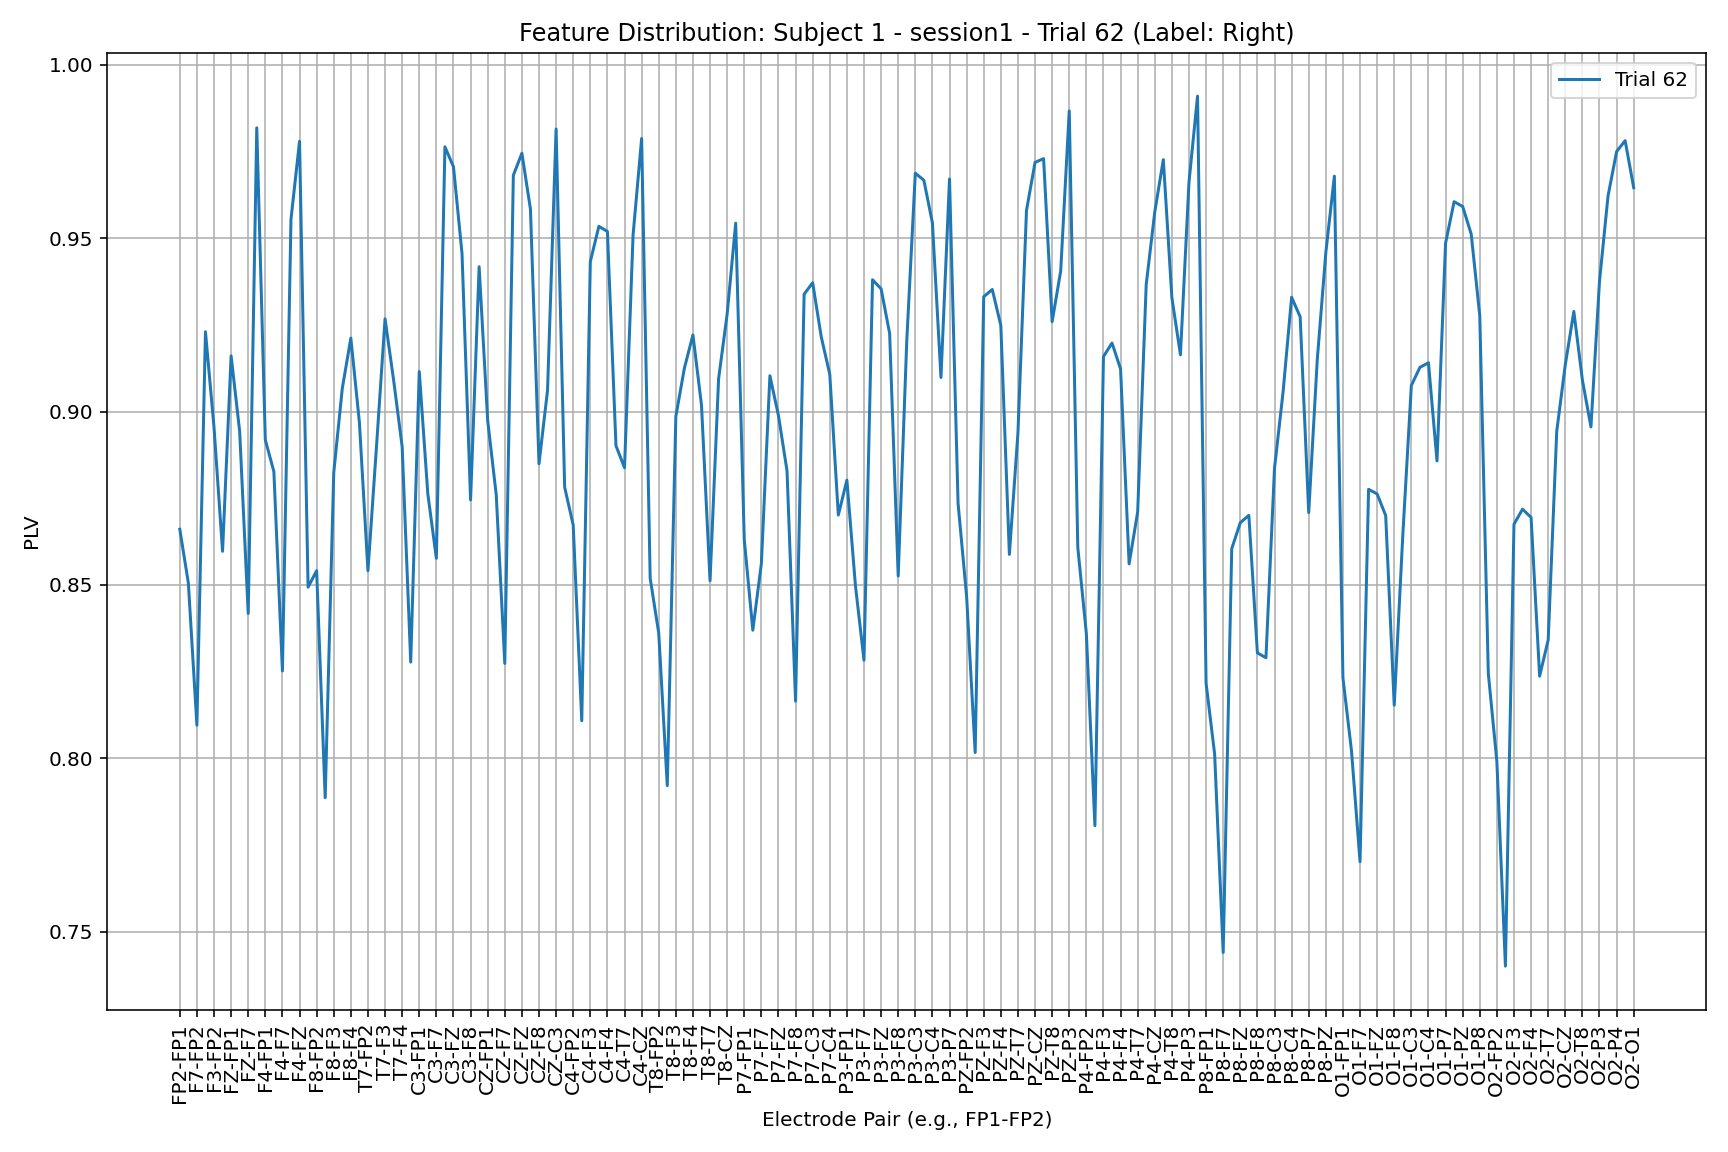 Feature Distribution: Subject 1 - session1 - Trial 62 (Label: Right)
Trial 62
PLV
1.00
0.95
0.90
0.85
0.80
0.75
FP2-FP1
F7-FP2
F3-FP2
FZ-FP1
FZ-F7
F4-FP1
F4-F7
F4-FZ
F8-FP2
F8-F3
F8-F4
T7-FP2
T7-F3
T7-F4
C3-FP1
C3-F7
C3-FZ
C3-F8
CZ-FP1
CZ-F7
CZ-FZ
CZ-F8
CZ-C3
C4-FP2
C4-F3
C4-F4
C4-T7
C4-CZ
T8-FP2
T8-F3
T8-F4
T8-T7
T8-CZ
P7-FP1
P7-F7
P7-FZ
P7-F8
P7-C3
P7-C4
P3-FP1
P3-F7
P3-FZ
P3-F8
P3-C3
P3-C4
P3-P7
PZ-FP2
PZ-F3
PZ-F4
PZ-T7
PZ-CZ
PZ-T8
PZ-P3
P4-FP2
P4-F3
P4-F4
P4-T7
P4-CZ
P4-T8
P4-P3
P8-FP1
P8-F7
P8-FZ
P8-F8
P8-C3
P8-C4
P8-P7
P8-PZ
O1-FP1
O1-F7
O1-FZ
O1-F8
O1-C3
O1-C4
O1-P7
O1-PZ
O1-P8
O2-FP2
O2-F3
O2-F4
O2-T7
O2-CZ
O2-T8
O2-P3
O2-P4
O2-O1
Electrode Pair (e.g., FP1-FP2)